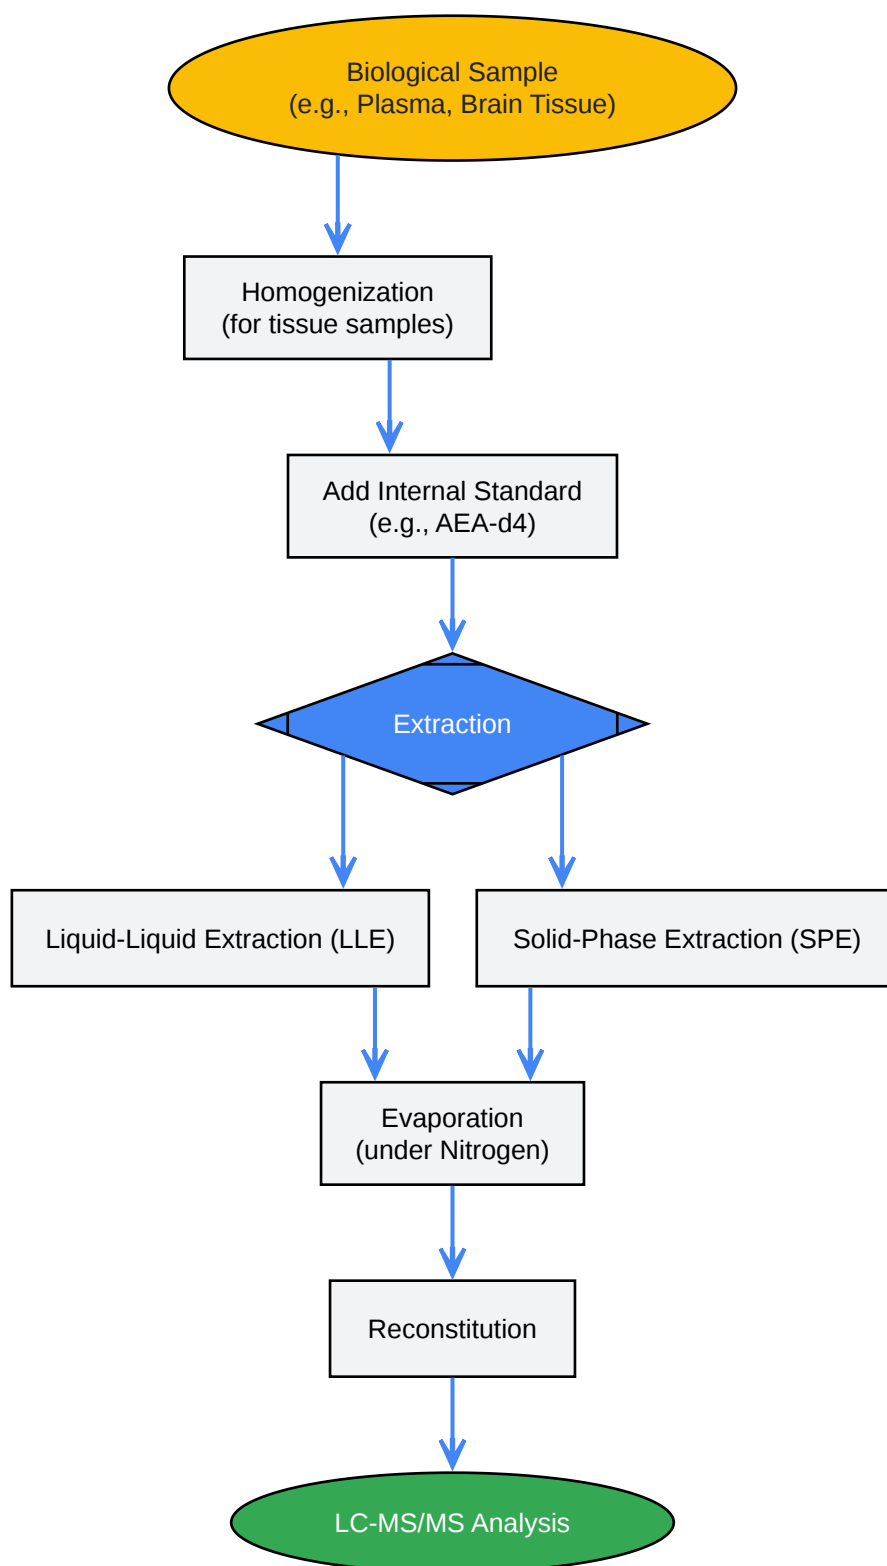 Biological Sample
(e.g., Plasma, Brain Tissue)
Homogenization
(for tissue samples)
Add Internal Standard
(e.g., AEA-d4)
Extraction
Liquid-Liquid Extraction (LLE)
Solid-Phase Extraction (SPE)
Evaporation
(under Nitrogen)
Reconstitution
LC-MS/MS Analysis